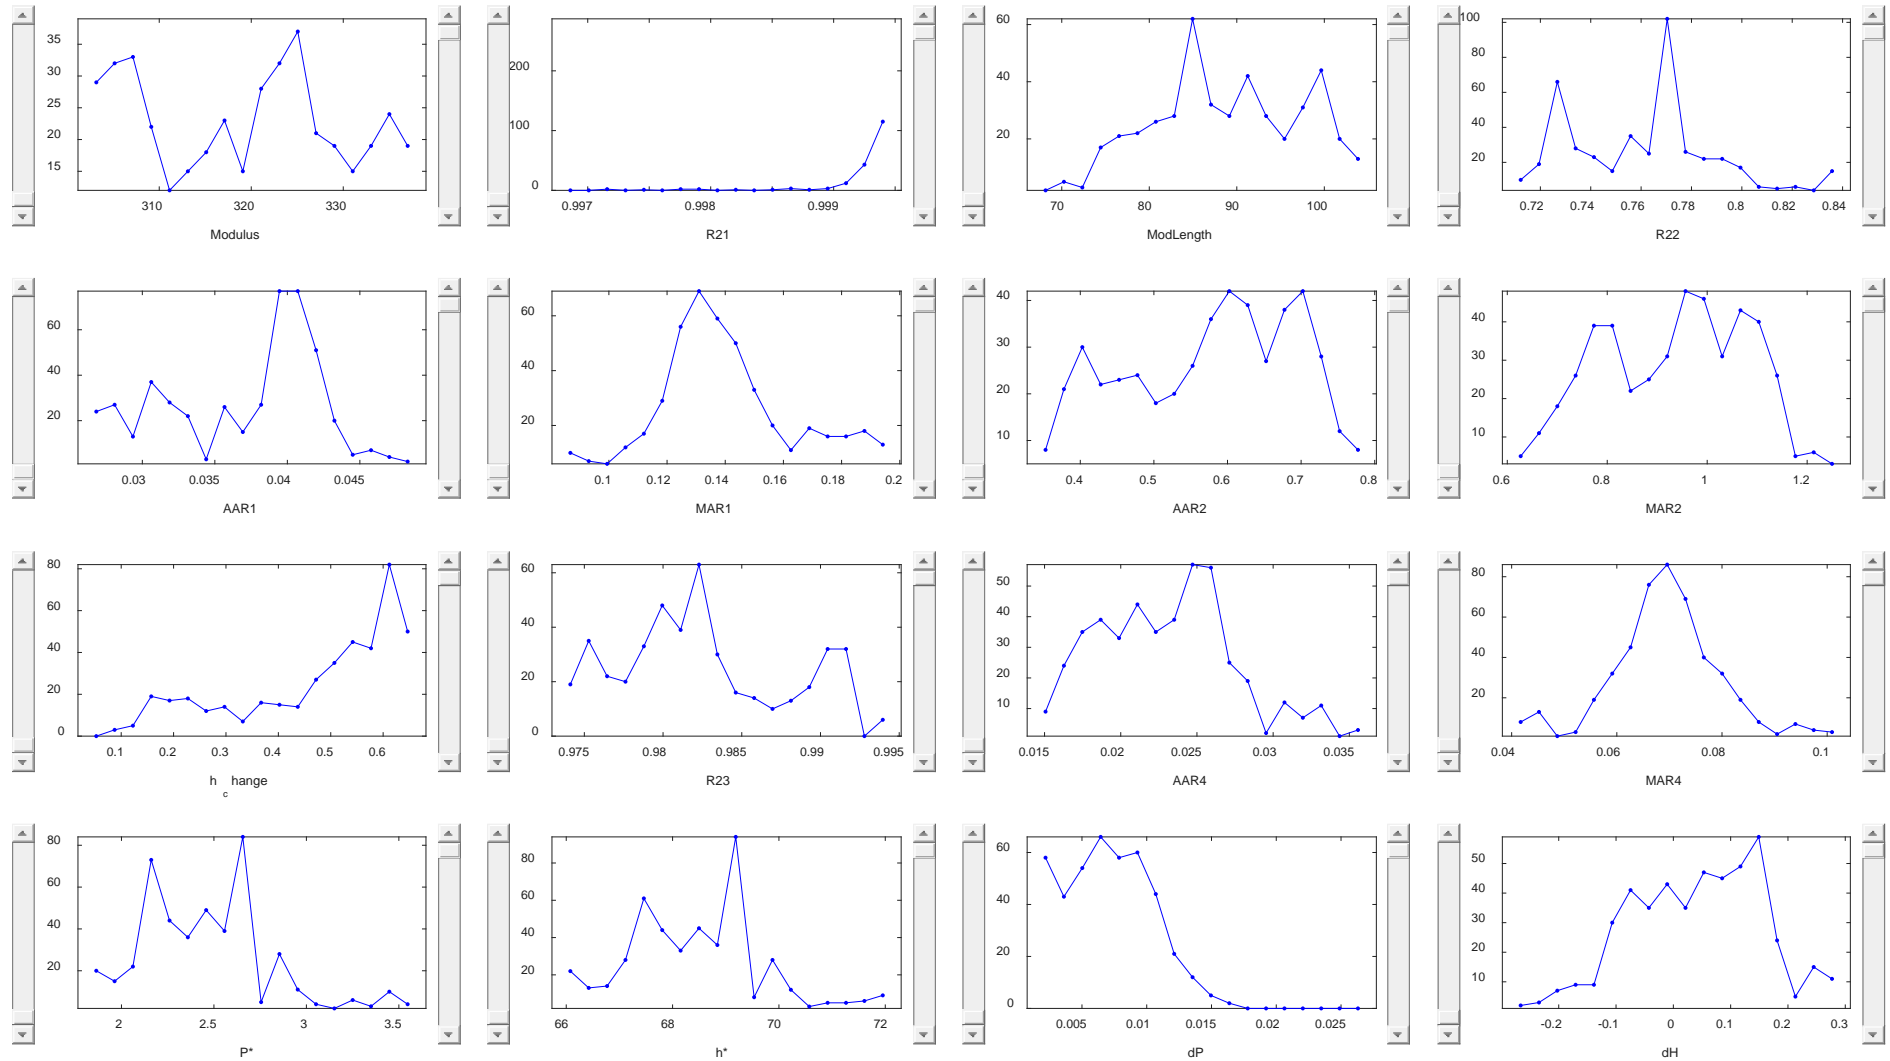 35
30
25
20
15
310 320 330
Modulus
200
100
0
0.997 0.998 0.999
R21
60
40
20
70 80 90 100
ModLength
100
80
60
40
20
0.72 0.74 0.76 0.78 0.8 0.82 0.84
R22
60
40
20
0.03 0.035 0.04 0.045
AAR1
60
40
20
0.1 0.12 0.14 0.16 0.18 0.2
MAR1
40
30
20
10
0.4 0.5 0.6 0.7 0.8
AAR2
40
30
20
10
0.6 0.8 1 1.2
MAR2
80
60
40
20
0
0.1 0.2 0.3 0.4 0.5 0.6
h c hange
60
40
20
0
0.975 0.98 0.985 0.99 0.995
R23
50
40
30
20
10
0.015 0.02 0.025 0.03 0.035
AAR4
80
60
40
20
0.04 0.06 0.08 0.1
MAR4
80
60
40
20
2 2.5 3 3.5
P*
80
60
40
20
66 68 70 72
h*
60
40
20
0
0.005 0.01 0.015 0.02 0.025
dP
50
40
30
20
10
-0.2 -0.1 0 0.1 0.2 0.3
dH